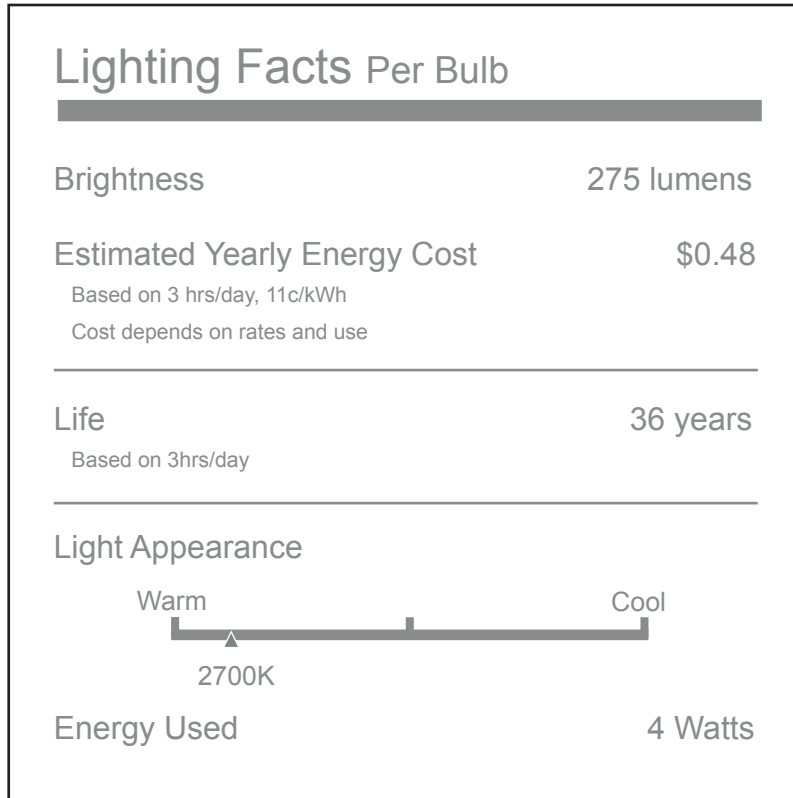 Lighting Facts Per Bulb
Brightness 275 lumens
Estimated Yearly Energy Cost $0.48
Based on 3 hrs/day, 11c/kWh
Cost depends on rates and use
Life 36 years
Based on 3hrs/day
Light Appearance
Warm Cool
2700K
Energy Used 4 Watts